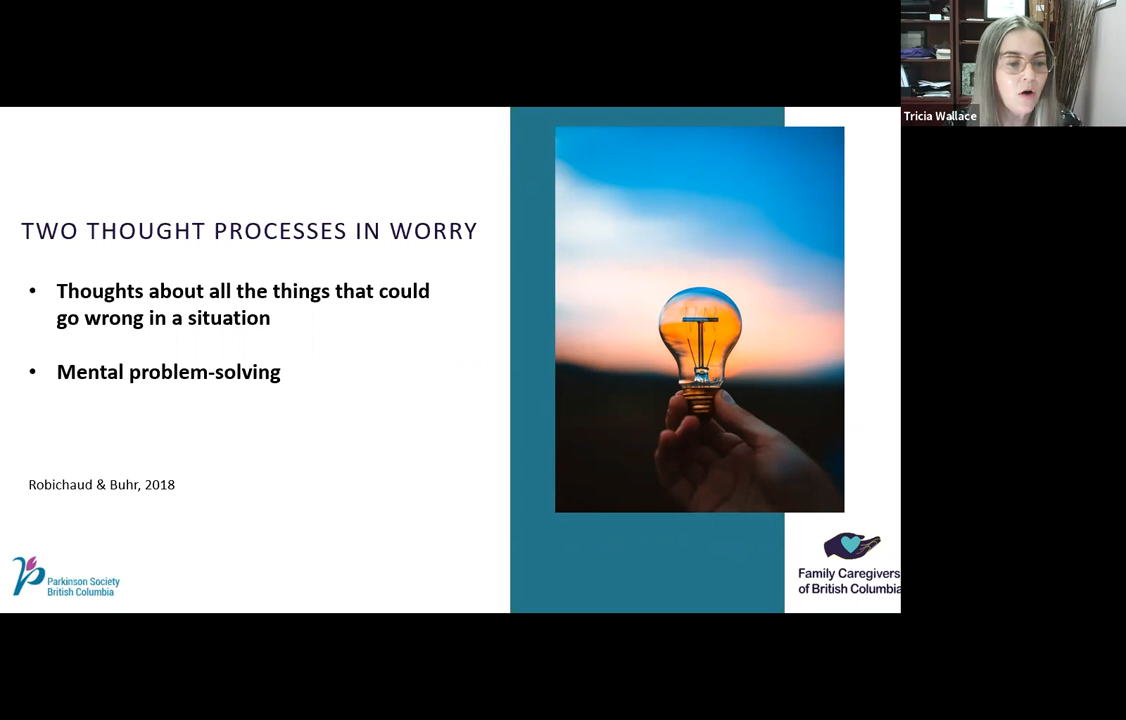 Tricia Wallace
TWO THOUGHT PROCESSES IN WORRY
• Thoughts about all the things that could
go wrong in a situation
• Mental problem-solving
Robichaud & Buhr, 2018
Parkinson Society
British Columbia
Family Caregivers
of British Columbia